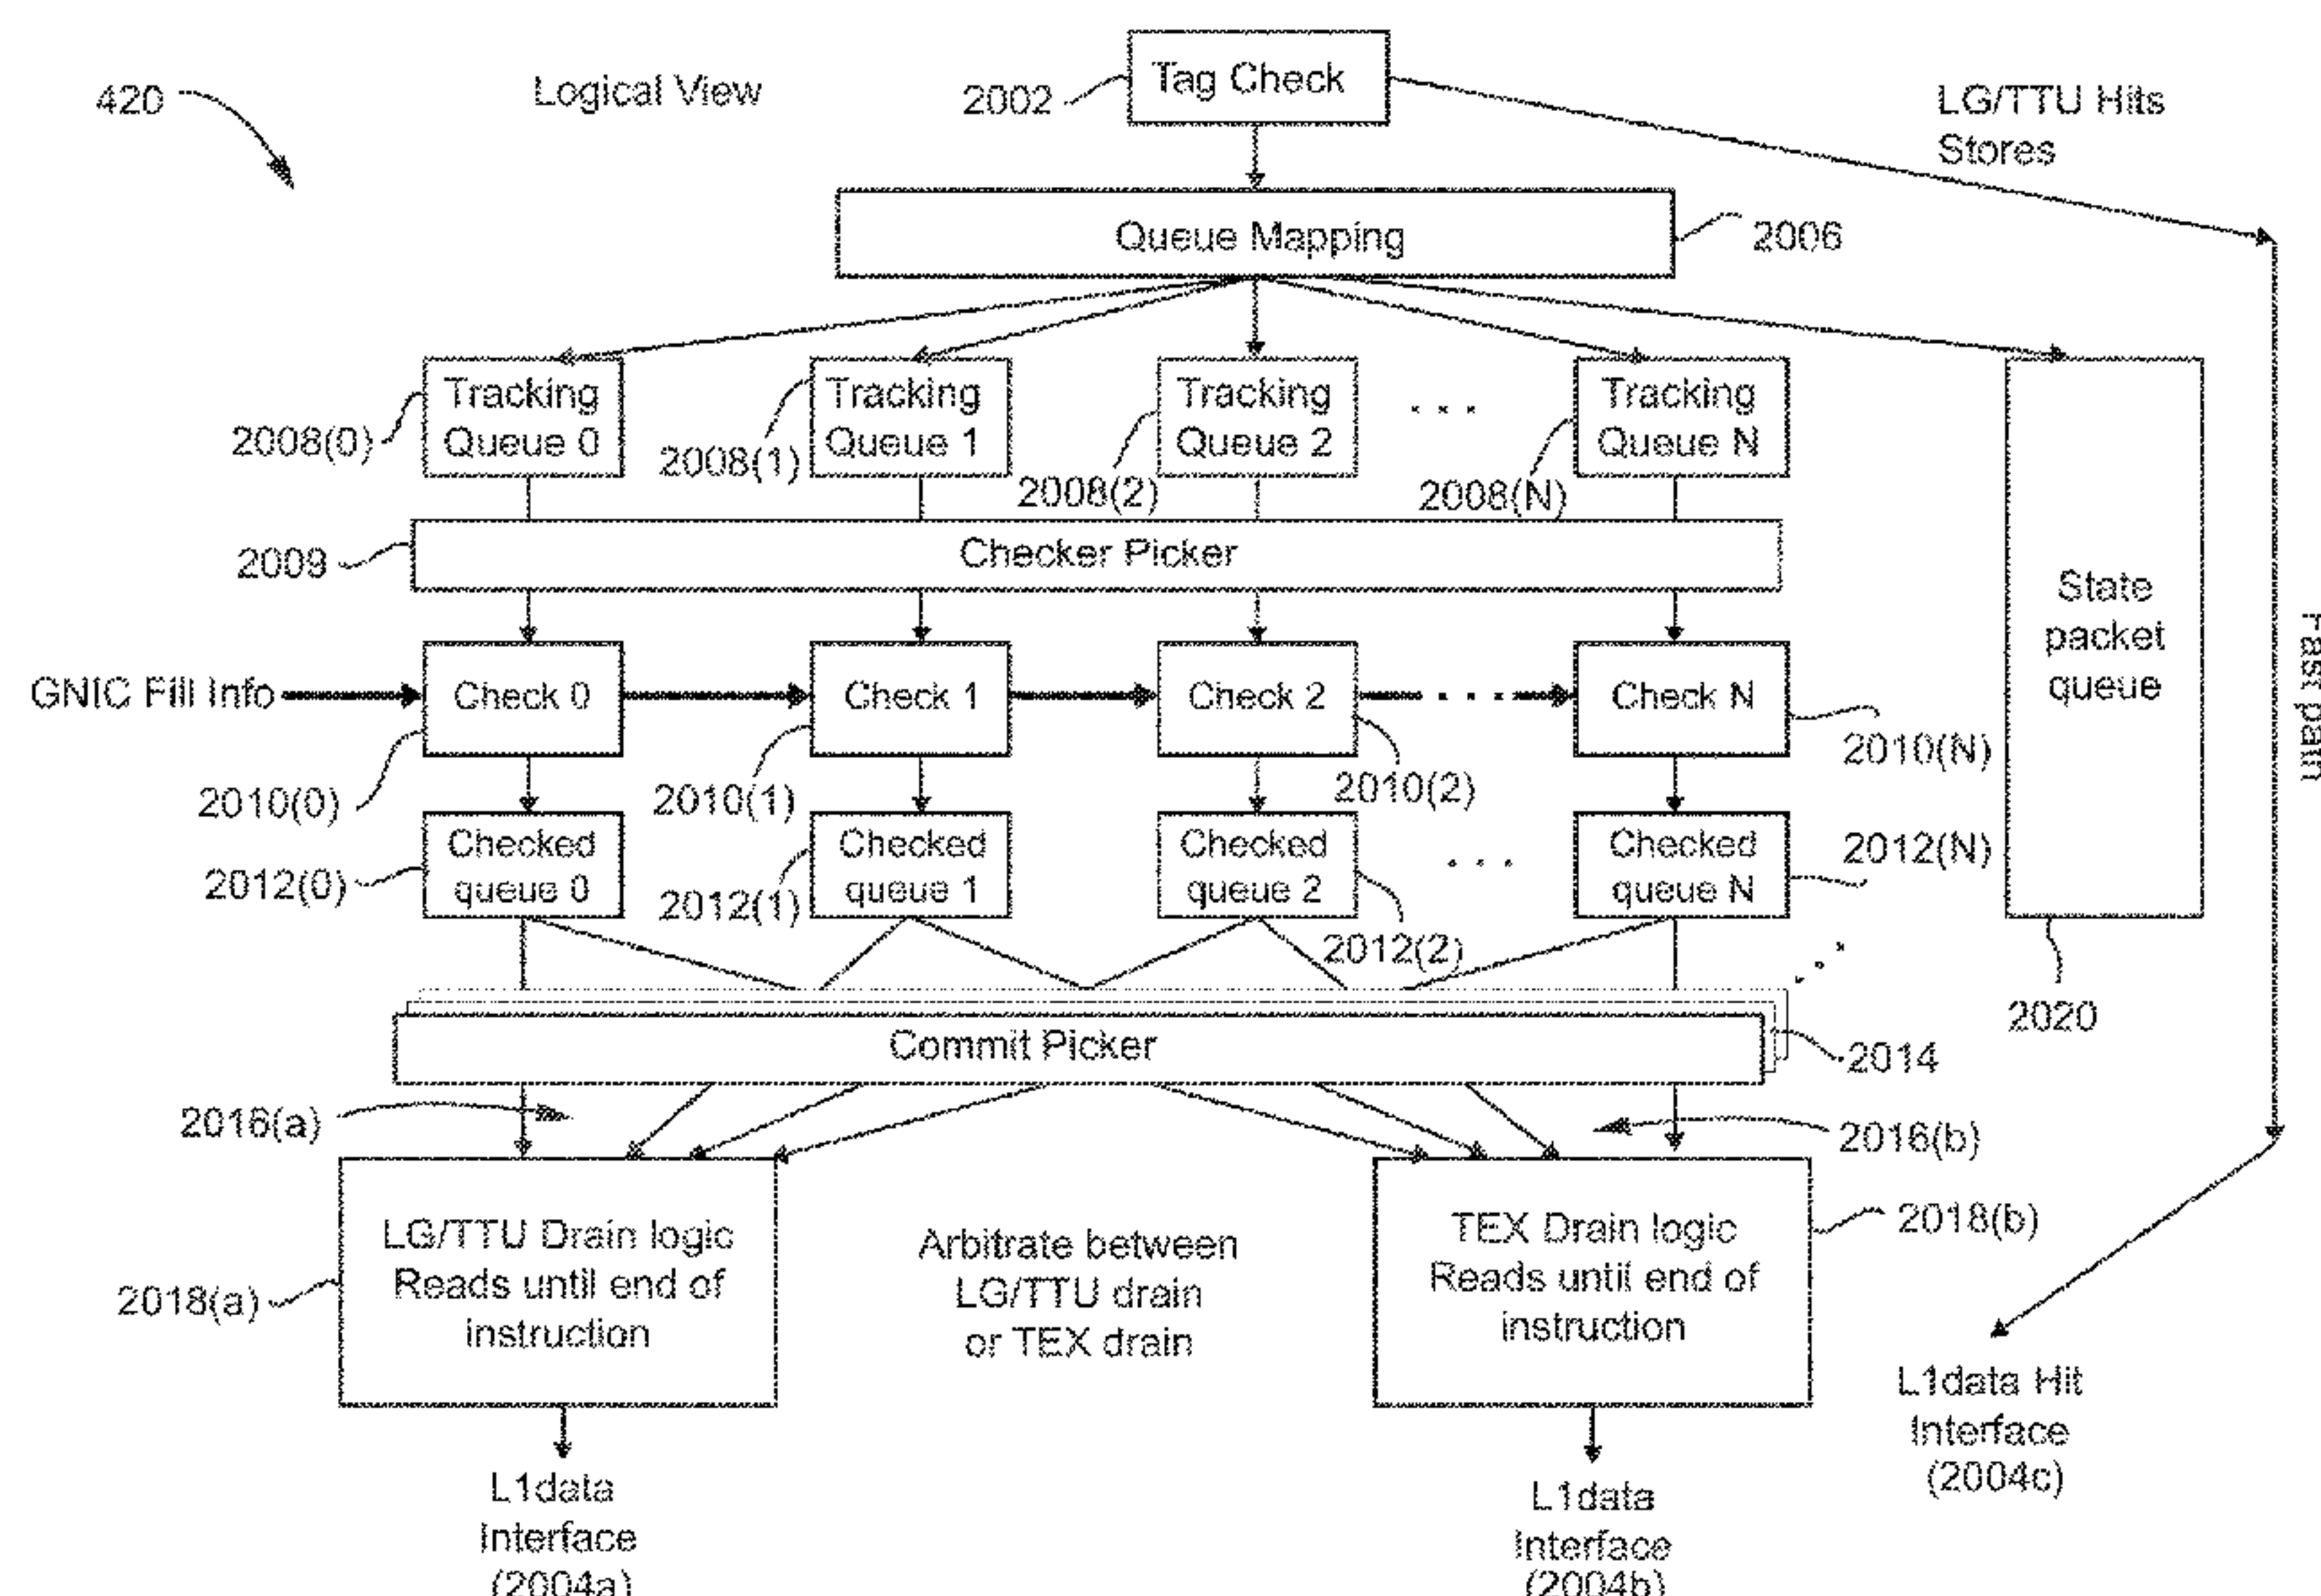 420
Logical View
2002
Tag Check
LG/TTU Hits
Stores
Queue Mapping
2006
Tracking
Queue 0
Tracking
Queue 1
Tracking
Queue 2
. . .
Tracking
Queue N
2008(0)
2008(1)
2008(2)
2008(N)
2009
Checker Picker
State
packet
queue
Fast path
GNIC Fill Info
Check 0
Check 1
Check 2
. . .
Check N
2010(0)
2010(1)
2010(2)
2010(N)
Checked
queue 0
Checked
queue 1
Checked
queue 2
. . .
Checked
queue N
2012(0)
2012(1)
2012(2)
2012(N)
2020
Commit Picker
2014
2016(a)
2016(b)
LG/TTU Drain logic
Reads until end of
instruction
2018(a)
Arbitrate between
LG/TTU drain
or TEX drain
TEX Drain logic
Reads until end of
instruction
2018(b)
L1data
Interface
(2004a)
L1data
Interface
(2004b)
L1data Hit
Interface
(2004c)